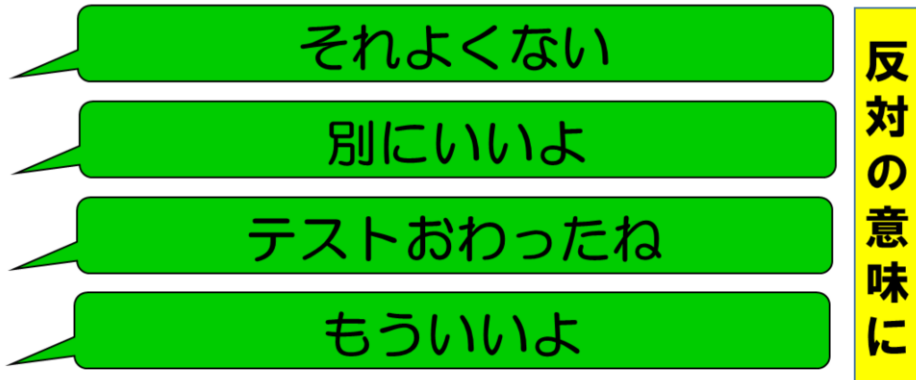 それよくない
別にいいよ
テストおわったね
もういいよ
反対の意味に